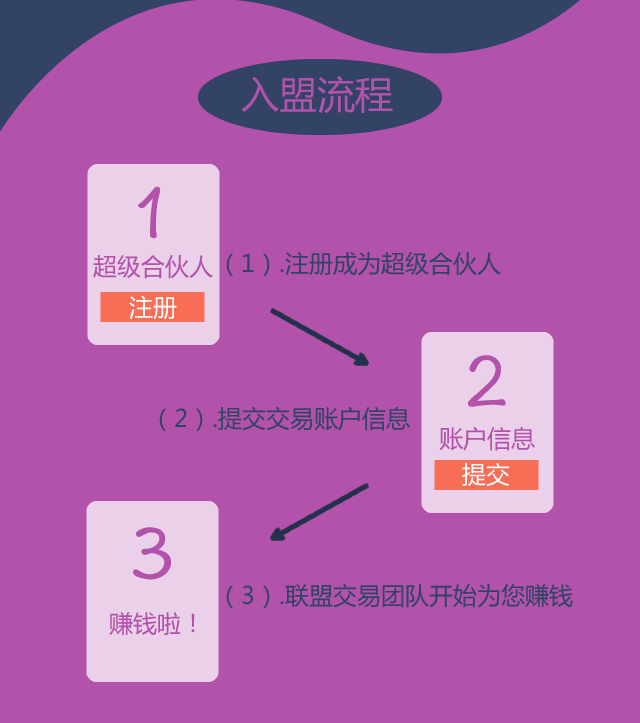 入盟流程
1
超级合伙人
注册
（1）.注册成为超级合伙人
2
账户信息
提交
（2）.提交交易账户信息
3
赚钱啦！
（3）.联盟交易团队开始为您赚钱